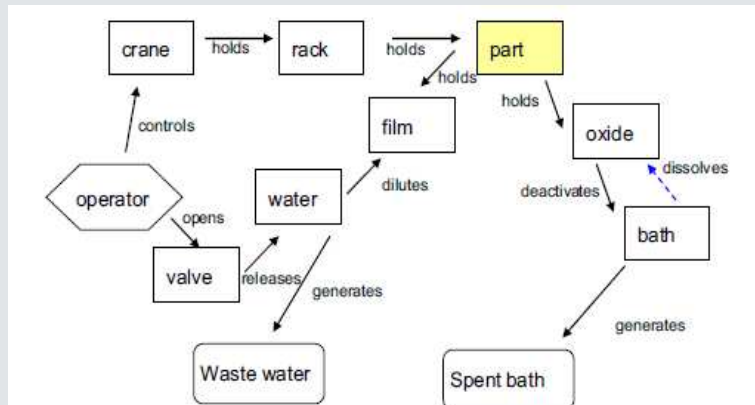 crane
holds
rack
holds
part
holds
holds
controls
film
oxide
dissolves
operator
water
dilutes
deactivates
opens
bath
valve
releases
generates
generates
Waste water
Spent bath